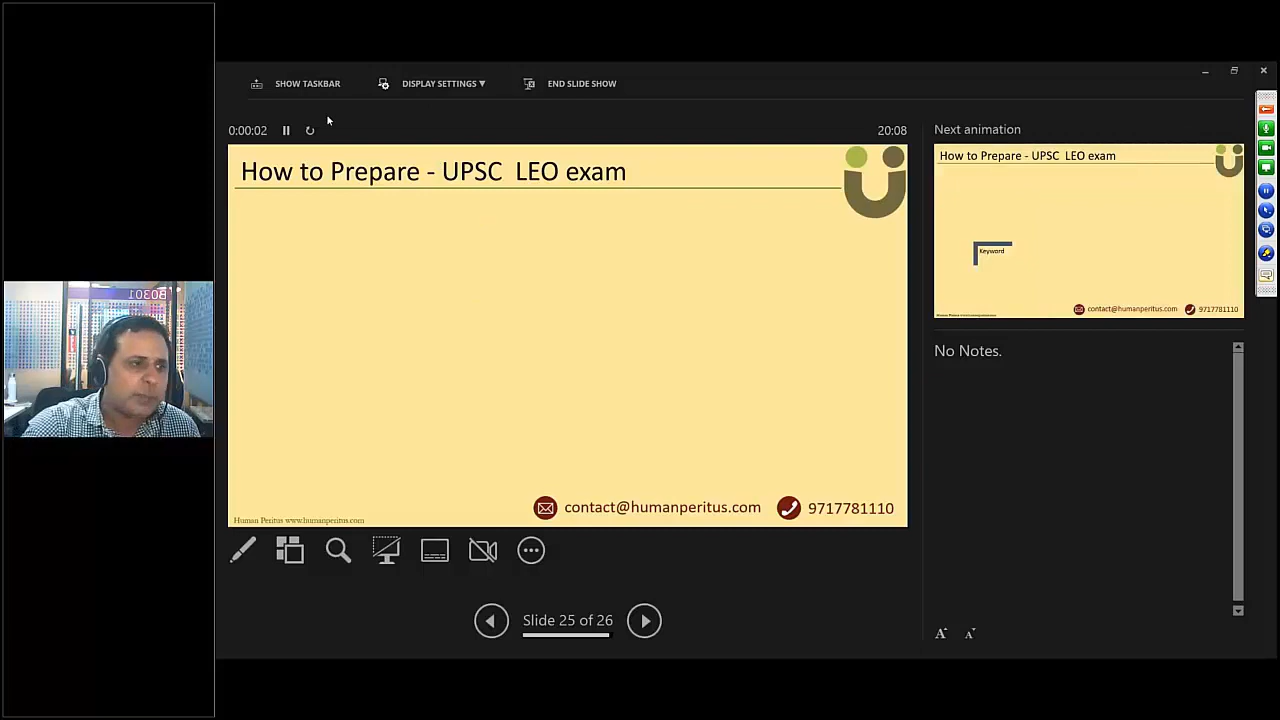 SHOW TASKBAR
DISPLAY SETTINGS ▼
END SLIDE SHOW
0:00:02
20:08
Next animation
How to Prepare - UPSC LEO exam
contact@humanperitus.com
9717781110
Human Peritus www.humanperitus.com
How to Prepare - UPSC LEO exam
Keyword
contact@humanperitus.com
9717781110
No Notes.
Slide 25 of 26
A A
B0301